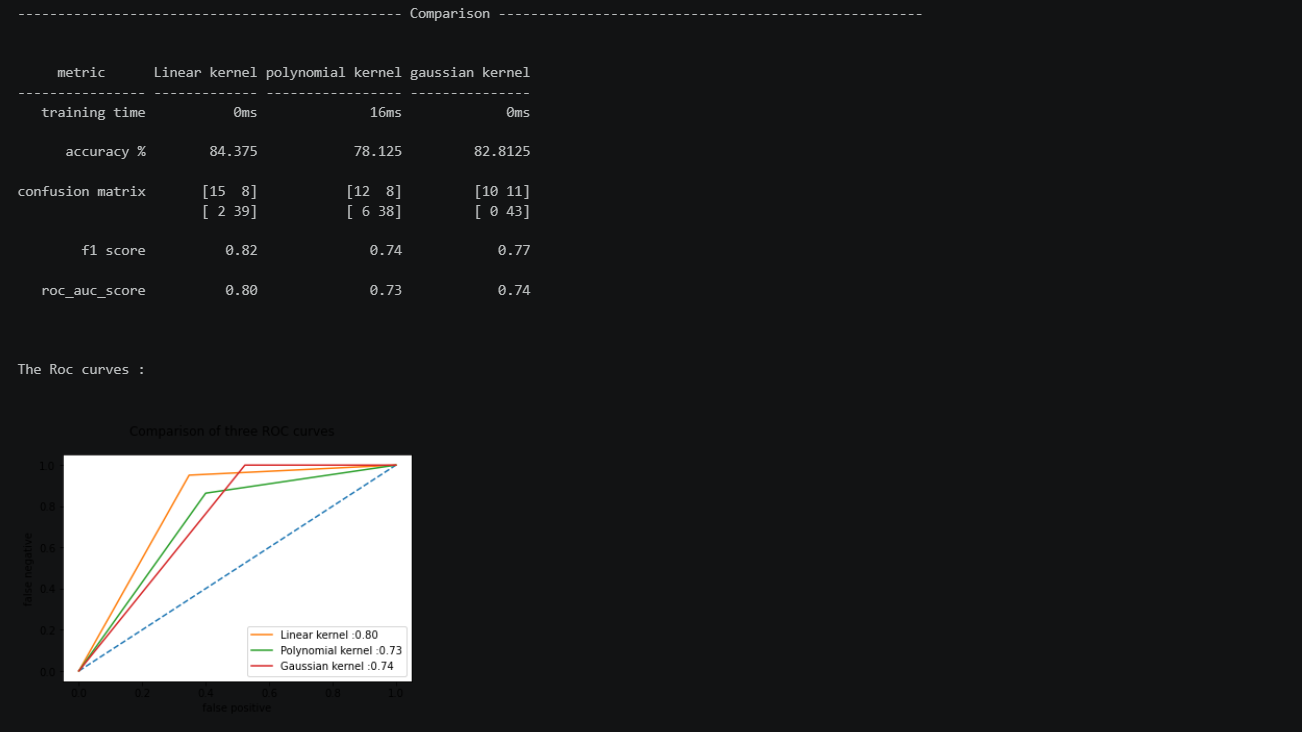 ------------------------------------------------ Comparison -----------------------------------------------------
metric Linear kernel polynomial kernel gaussian kernel
---------------- ------------- ----------------- ---------------
training time 0ms 16ms 0ms
accuracy % 84.375 78.125 82.8125
confusion matrix [15 8] [12 8] [10 11]
[ 2 39] [ 6 38] [ 0 43]
f1 score 0.82 0.74 0.77
roc_auc_score 0.80 0.73 0.74
The Roc curves :
Comparison of three ROC curves
1.0
0.8
0.6
0.4
0.2
0.0
false negative
Linear kernel :0.80
Polynomial kernel :0.73
Gaussian kernel :0.74
0.0 0.2 0.4 0.6 0.8 1.0
false positive